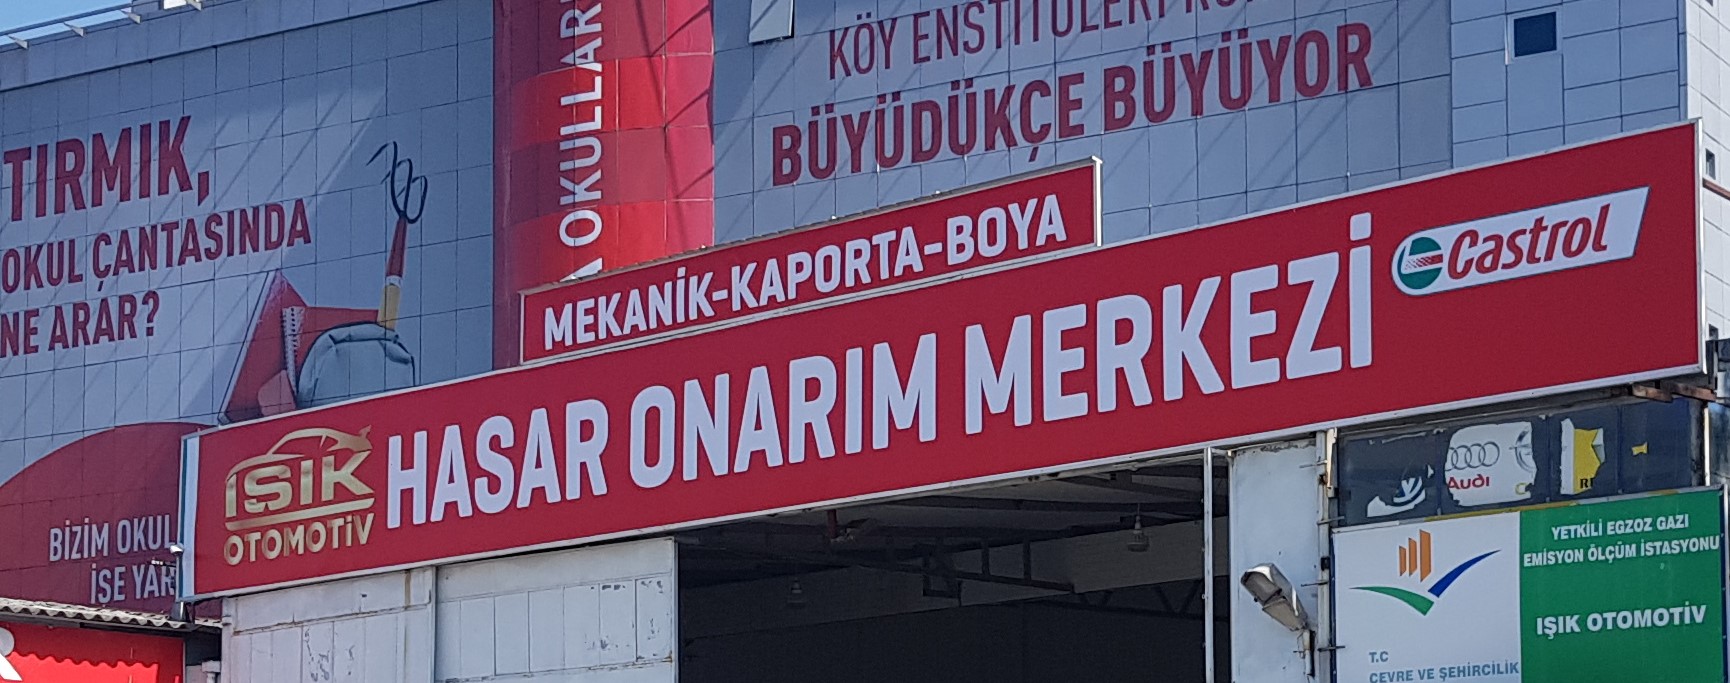 TIRMIK,
OKUL ÇANTASINDA
NE ARAR?
BİZİM OKUL
İŞE YAR
OKULLAR
KÖY ENSTİTÜLERİ
BÜYÜDÜKÇE BÜYÜYOR
MEKANİK-KAPORTA-BOYA
IŞIK
OTOMOTİV
HASAR ONARIM MERKEZİ
Castrol
Audi
YETKİLİ EGZOZ GAZI
EMİSYON ÖLÇÜM İSTASYONU
IŞIK OTOMOTİV
T.C
ÇEVRE VE ŞEHİRCİLİK